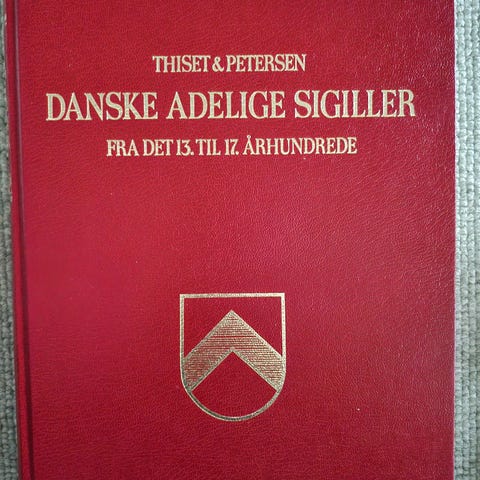 THISET & PETERSEN
DANSKE ADELIGE SIGILLER
FRA DET 13. TIL 17. ÅRHUNDREDE